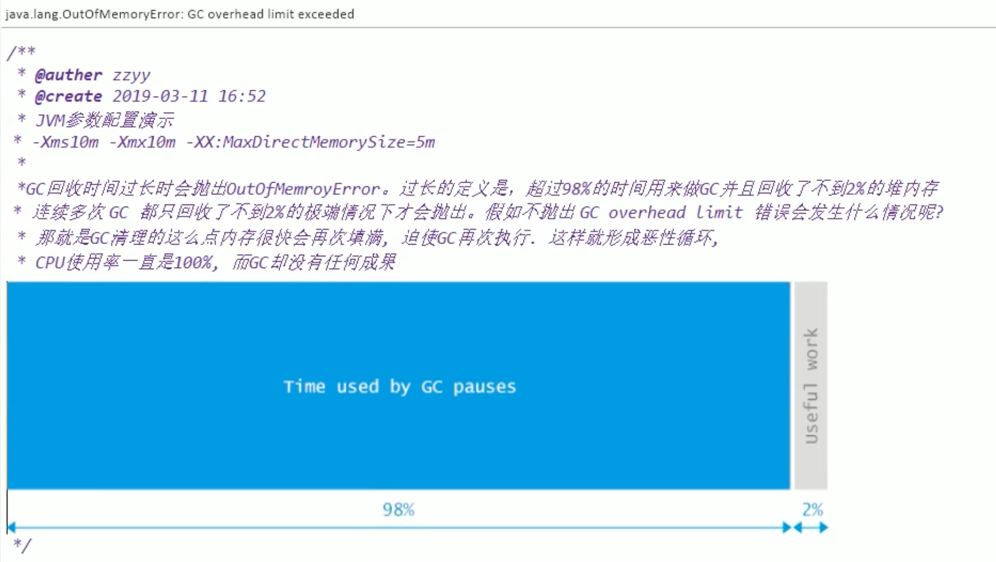 java.lang.OutOfMemoryError: GC overhead limit exceeded
/**
* @auther zzyy
* @create 2019-03-11 16:52
* JVM参数配置演示
* -Xms10m -Xmx10m -XX:MaxDirectMemorySize=5m
*
*GC回收时间过长时会抛出OutOfMemroyError。过长的定义是，超过98%的时间用来做GC并且回收了不到2%的堆内存
* 连续多次 GC 都只回收了不到2%的极端情况下才会抛出。假如不抛出 GC overhead limit 错误会发生什么情况呢?
* 那就是GC清理的这么点内存很快会再次填满, 迫使GC再次执行. 这样就形成恶性循环,
* CPU使用率一直是100%, 而GC却没有任何成果
Time used by GC pauses
Useful work
98%
2%
*/